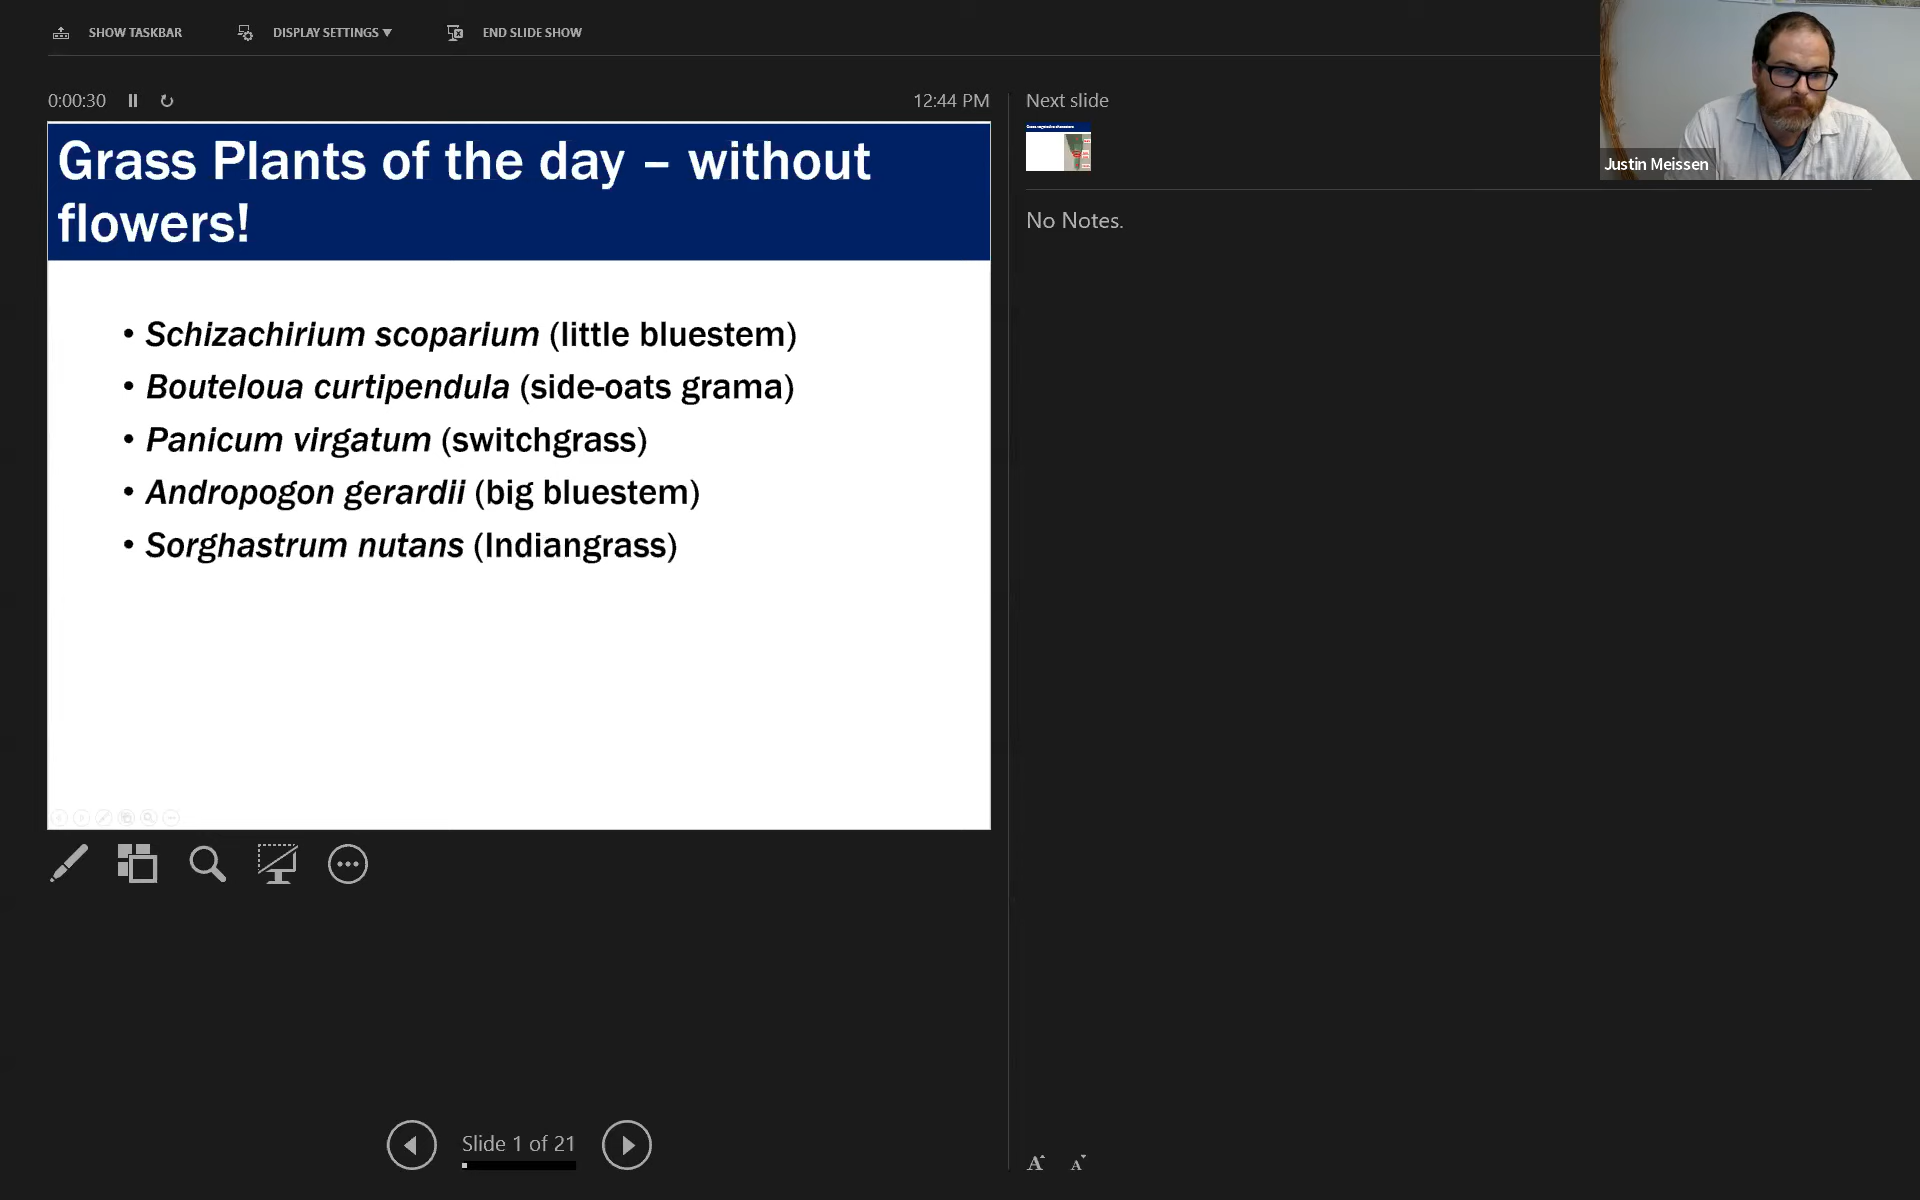 SHOW TASKBAR
DISPLAY SETTINGS ▼
END SLIDE SHOW
0:00:30
12:44 PM
Grass Plants of the day – without
flowers!
• Schizachirium scoparium (little bluestem)
• Bouteloua curtipendula (side-oats grama)
• Panicum virgatum (switchgrass)
• Andropogon gerardii (big bluestem)
• Sorghastrum nutans (Indiangrass)
Slide 1 of 21
Next slide
No Notes.
Justin Meissen
A A